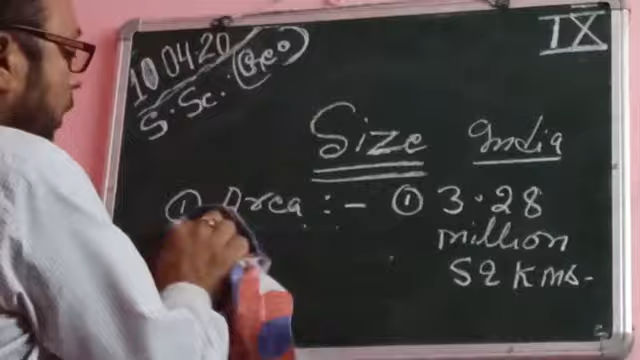 10 04.20
IX
S. Sc. (Geo)
Size India
① Area :- ① 3.28
million
Sq kms.